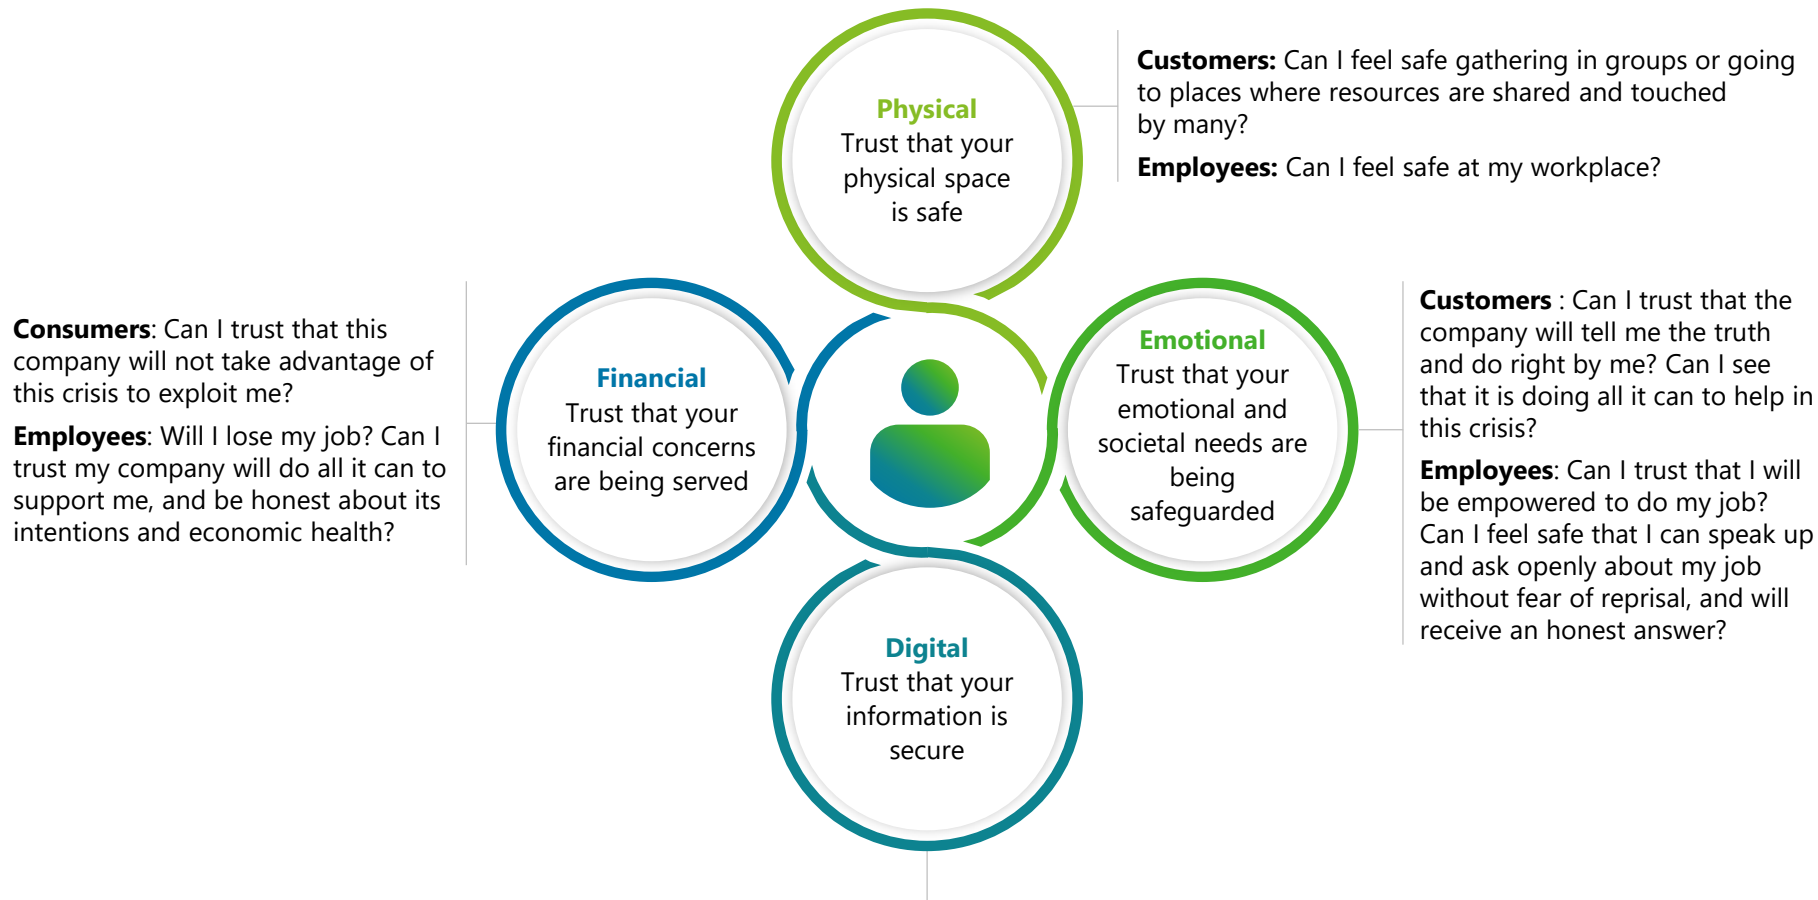 Physical
Trust that your
physical space
is safe
Customers: Can I feel safe gathering in groups or going
to places where resources are shared and touched
by many?
Employees: Can I feel safe at my workplace?
Consumers: Can I trust that this
company will not take advantage of
this crisis to exploit me?
Employees: Will I lose my job? Can I
trust my company will do all it can to
support me, and be honest about its
intentions and economic health?
Financial
Trust that your
financial concerns
are being served
Emotional
Trust that your
emotional and
societal needs are
being
safeguarded
Customers : Can I trust that the
company will tell me the truth
and do right by me? Can I see
that it is doing all it can to help in
this crisis?
Employees: Can I trust that I will
be empowered to do my job?
Can I feel safe that I can speak up
and ask openly about my job
without fear of reprisal, and will
receive an honest answer?
Digital
Trust that your
information is
secure